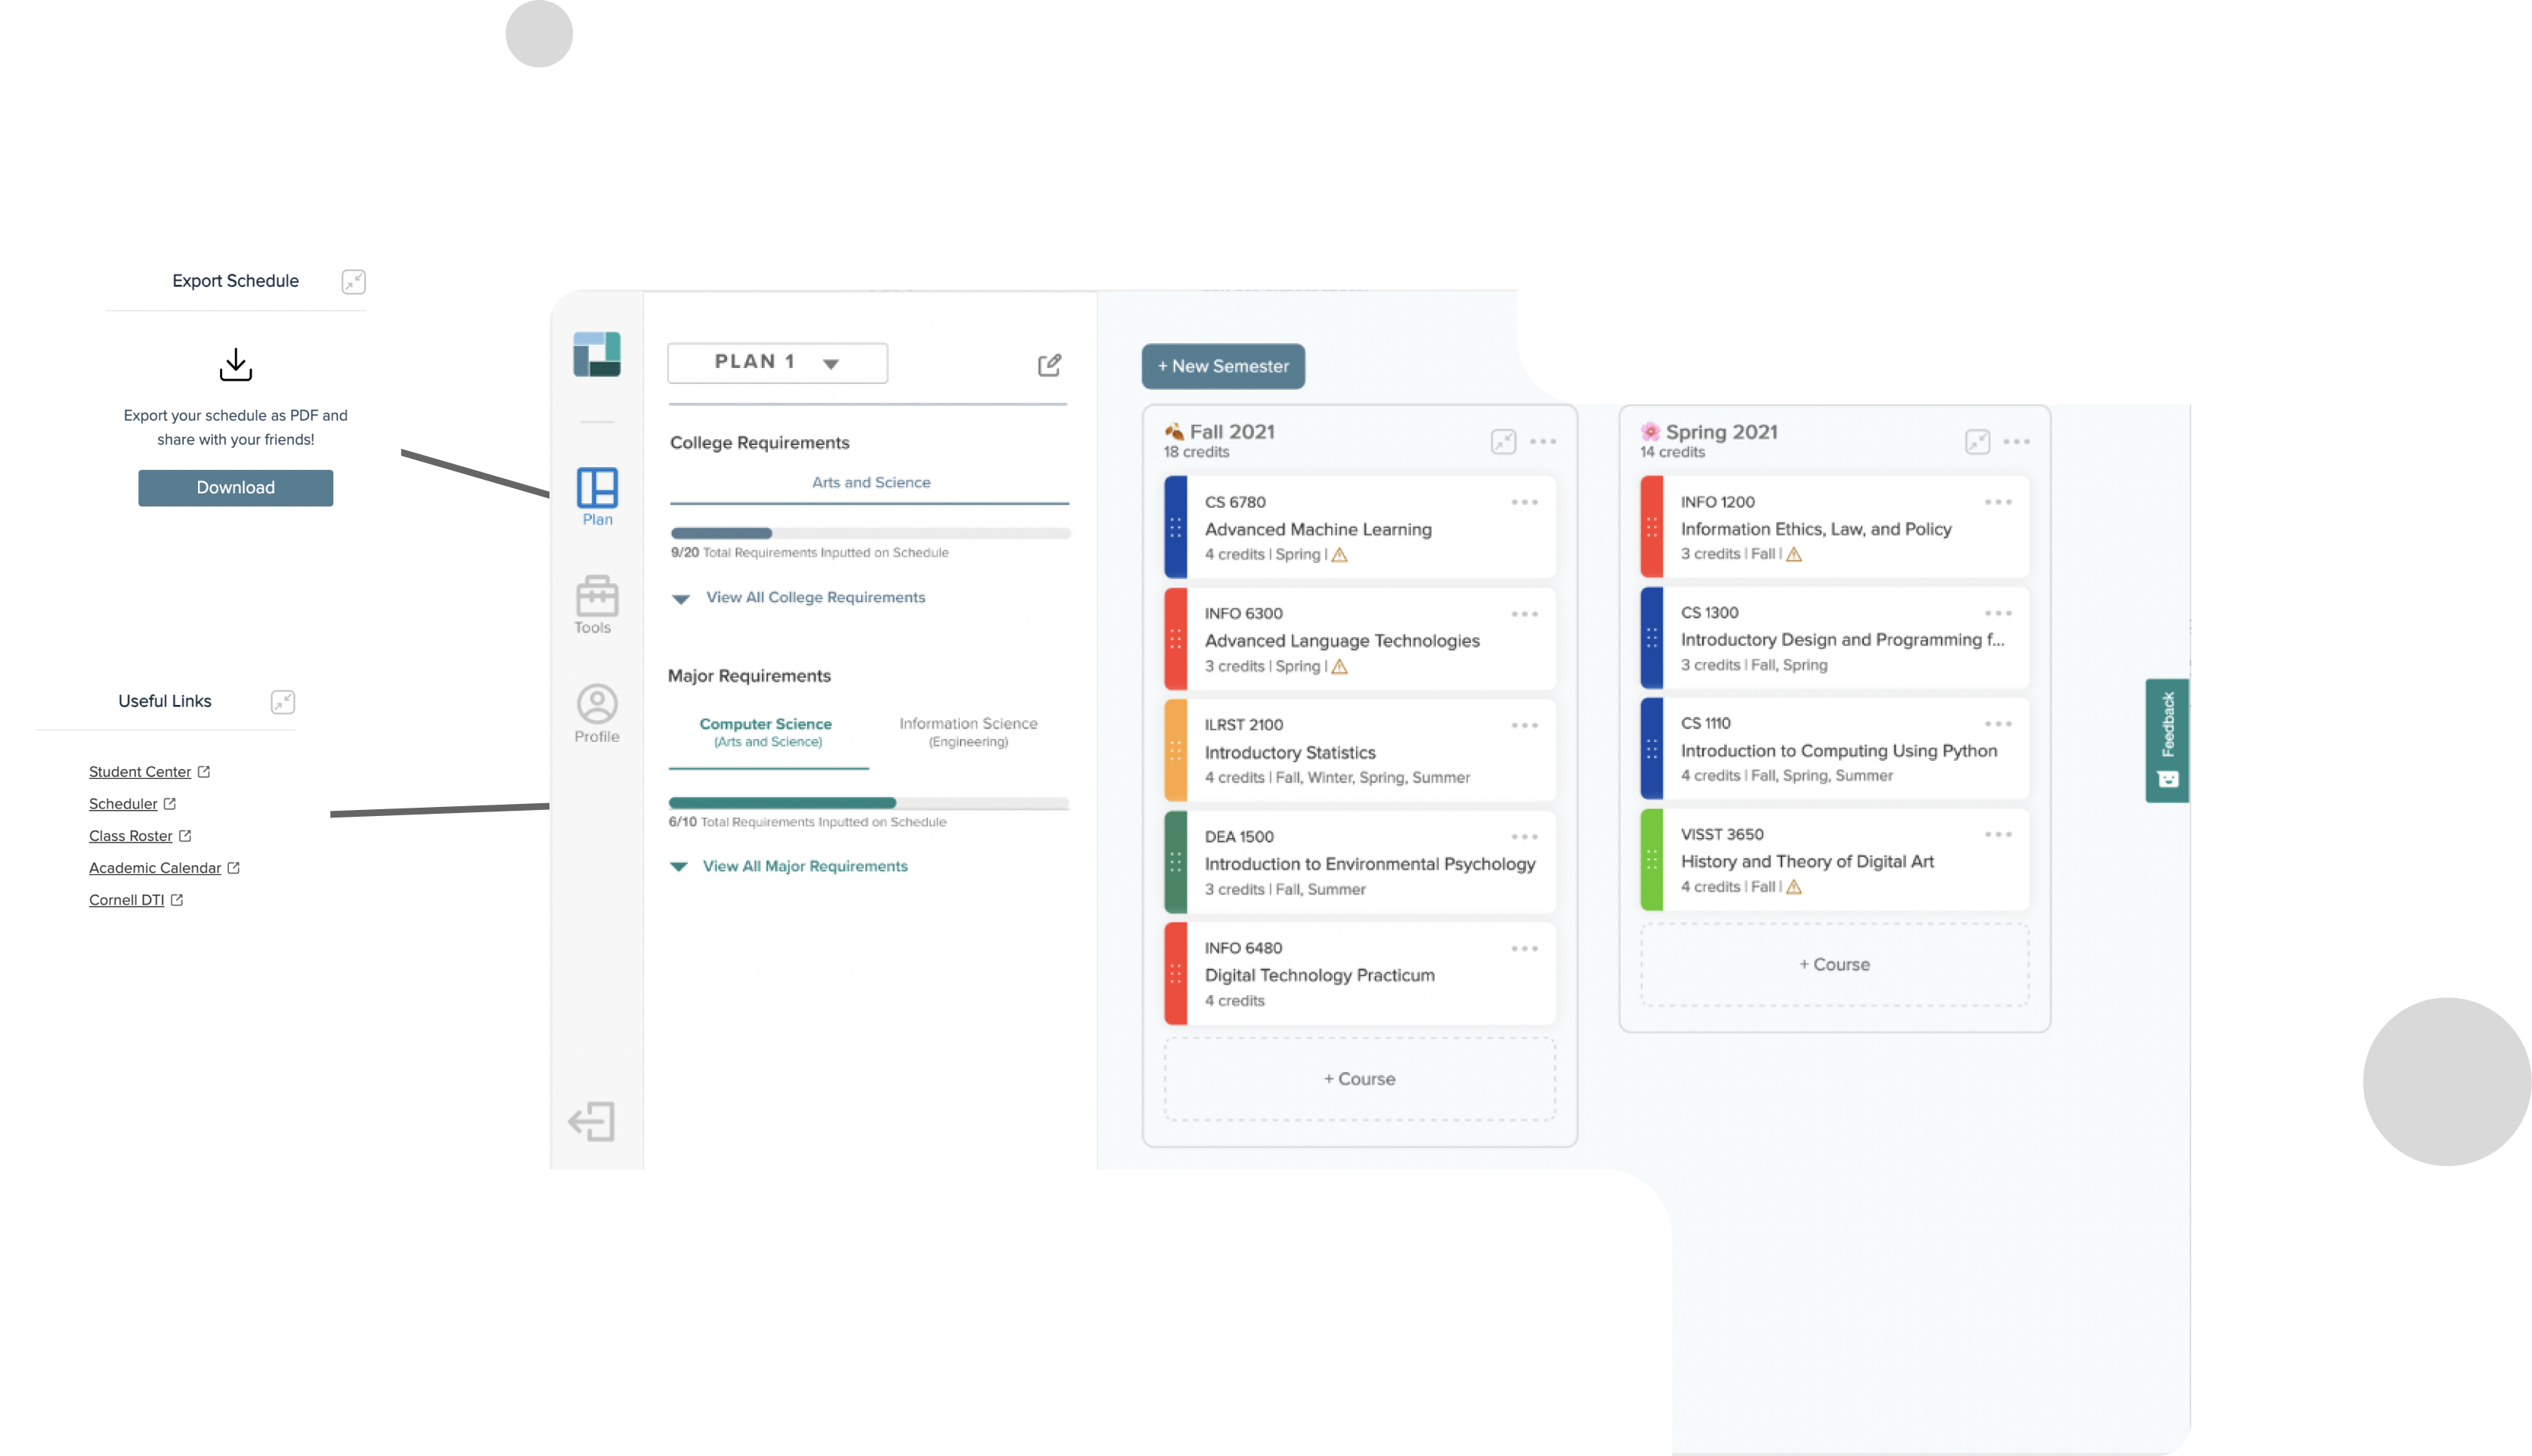 Export Schedule
Export your schedule as PDF and
share with your friends!
Download
Useful Links
Student Center
Scheduler
Class Roster
Academic Calendar
Cornell DTI
Plan
Tools
Profile
PLAN 1
College Requirements
Arts and Science
9/20 Total Requirements Inputted on Schedule
View All College Requirements
Major Requirements
Computer Science
(Arts and Science)
Information Science
(Engineering)
6/10 Total Requirements Inputted on Schedule
View All Major Requirements
+ New Semester
Fall 2021
18 credits
CS 6780
Advanced Machine Learning
4 credits | Spring |
INFO 6300
Advanced Language Technologies
3 credits | Spring |
ILRST 2100
Introductory Statistics
4 credits | Fall, Winter, Spring, Summer
DEA 1500
Introduction to Environmental Psychology
3 credits | Fall, Summer
INFO 6480
Digital Technology Practicum
4 credits
+ Course
Spring 2021
14 credits
INFO 1200
Information Ethics, Law, and Policy
3 credits | Fall |
CS 1300
Introductory Design and Programming f...
3 credits | Fall, Spring
CS 1110
Introduction to Computing Using Python
4 credits | Fall, Spring, Summer
VISST 3650
History and Theory of Digital Art
4 credits | Fall |
+ Course
Feedback